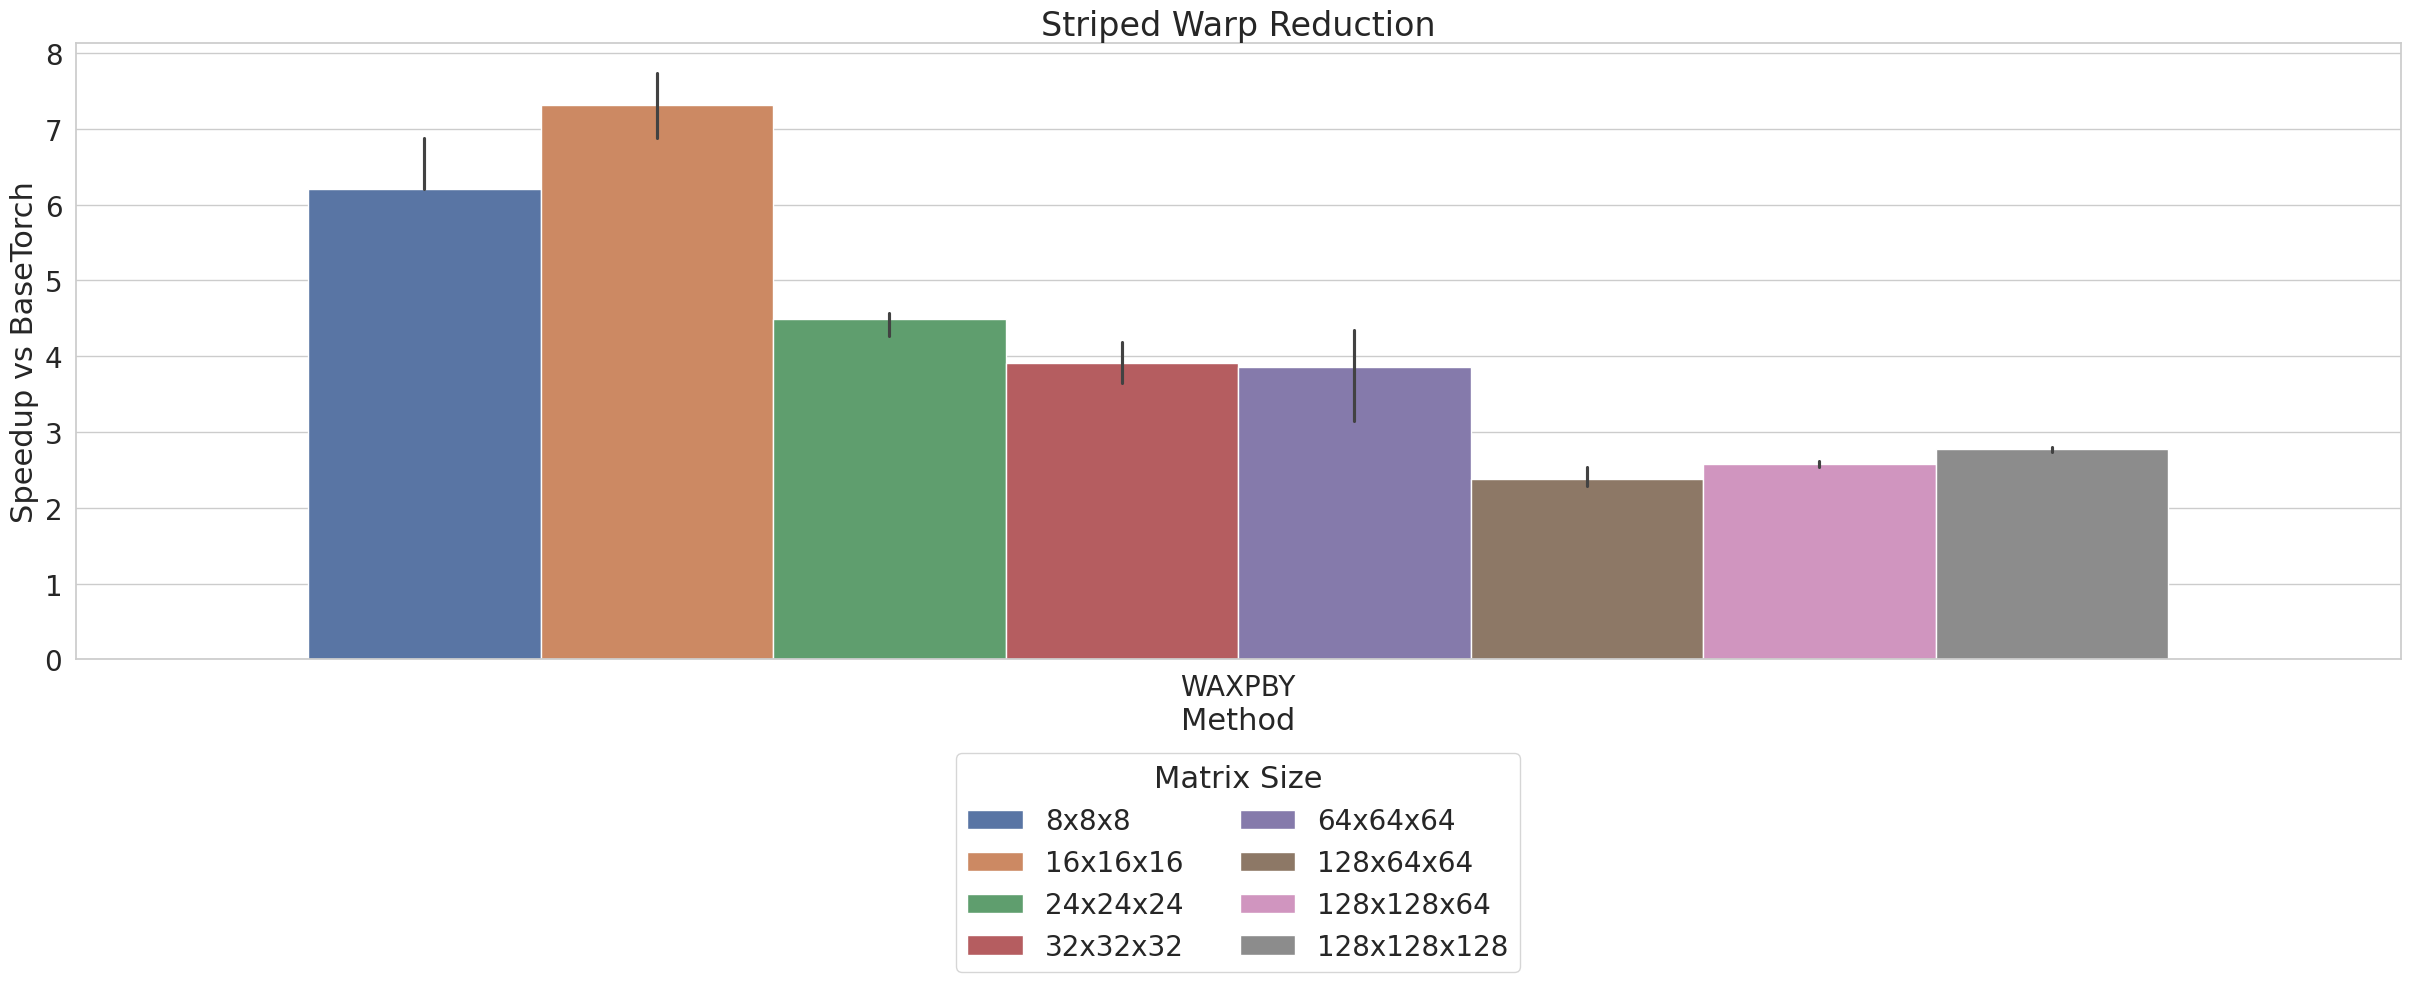 Striped Warp Reduction
Speedup vs BaseTorch
8
7
6
5
4
3
2
1
0
WAXPBY
Method
Matrix Size
8x8x8
16x16x16
24x24x24
32x32x32
64x64x64
128x64x64
128x128x64
128x128x128